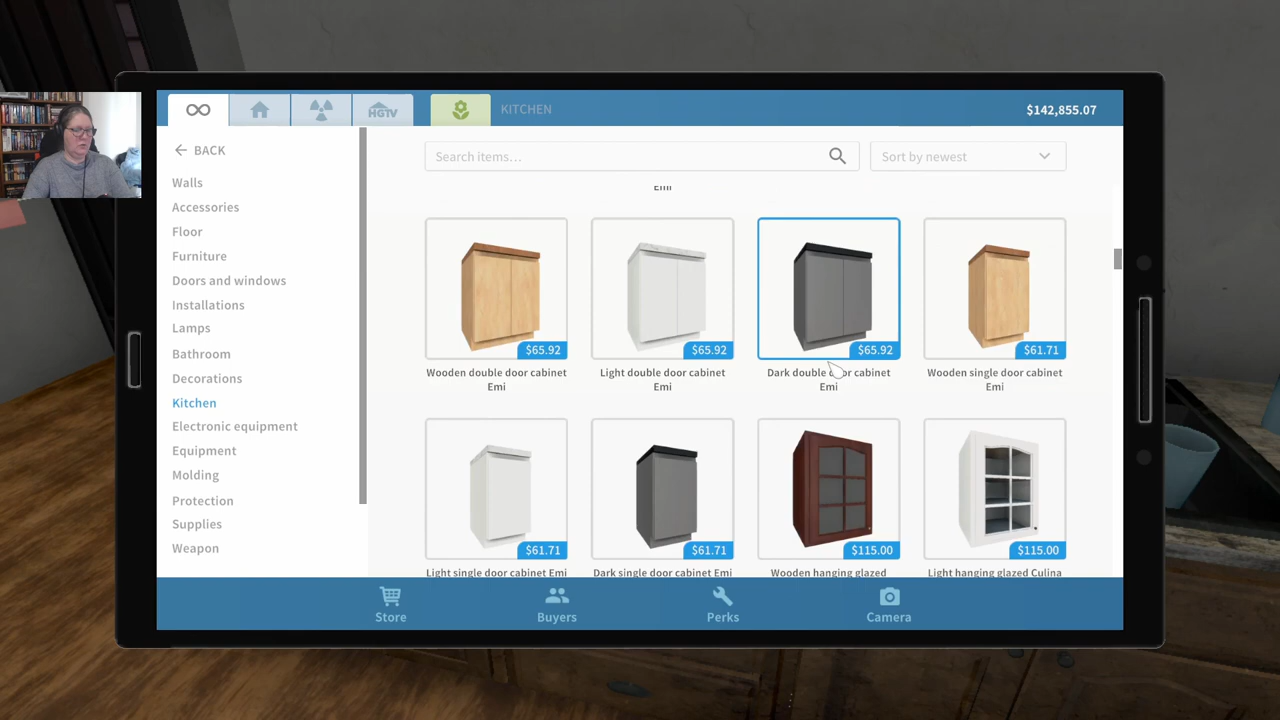 HGTV
KITCHEN
$142,855.07
BACK
Search items...
Sort by newest
Walls
Accessories
Floor
Furniture
Doors and windows
Installations
Lamps
Bathroom
Decorations
Kitchen
Electronic equipment
Equipment
Molding
Protection
Supplies
Weapon
Emi
$65.92
$65.92
$65.92
$61.71
Wooden double door cabinet
Emi
Light double door cabinet
Emi
Dark double door cabinet
Emi
Wooden single door cabinet
Emi
$61.71
$61.71
$115.00
$115.00
Light single door cabinet Emi
Dark single door cabinet Emi
Wooden hanging glazed
Light hanging glazed Culina
Store
Buyers
Perks
Camera